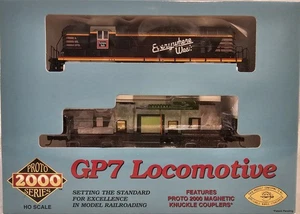 Everywhere
West
PROTO
2000
SERIES
HO SCALE
GP7 Locomotive
SETTING THE STANDARD
FOR EXCELLENCE
IN MODEL RAILROADING
FEATURES
PROTO 2000 MAGNETIC
KNUCKLE COUPLERS*